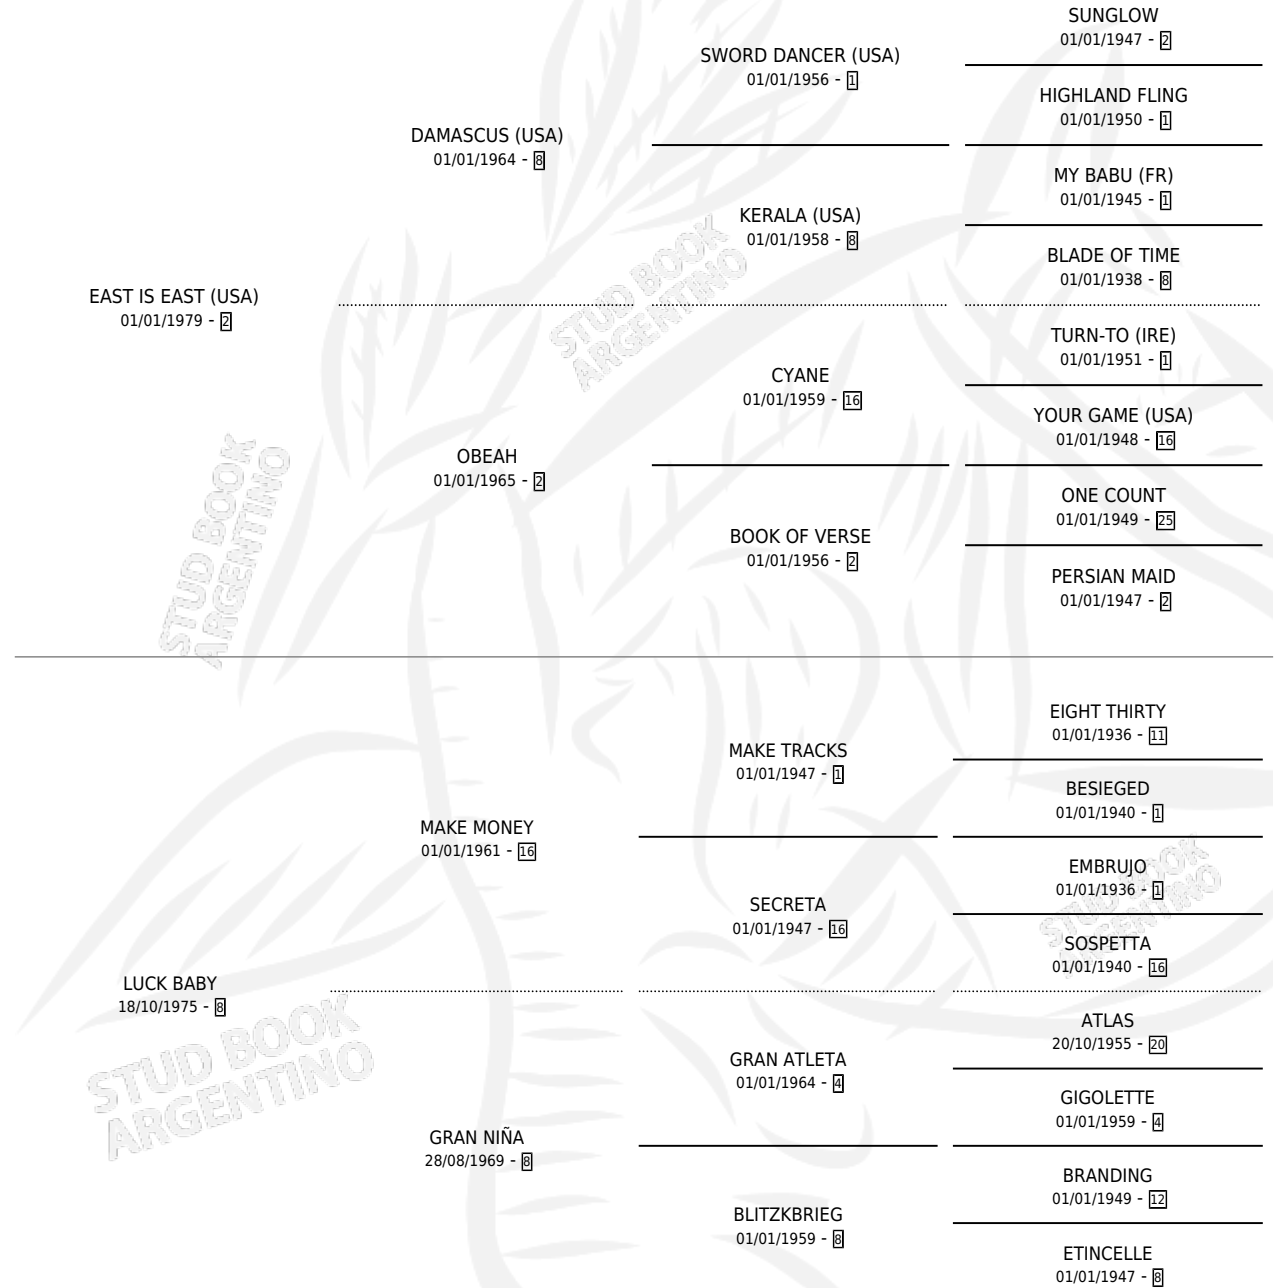 SUNGLOW
01/01/1947 - 2
SWORD DANCER (USA)
01/01/1956 - 1
HIGHLAND FLING
01/01/1950 - 1
DAMASCUS (USA)
01/01/1964 - 8
MY BABU (FR)
01/01/1945 - 1
KERALA (USA)
01/01/1958 - 8
BLADE OF TIME
01/01/1938 - 8
EAST IS EAST (USA)
01/01/1979 - 2
TURN-TO (IRE)
01/01/1951 - 1
CYANE
01/01/1959 - 16
YOUR GAME (USA)
01/01/1948 - 16
OBEAH
01/01/1965 - 2
ONE COUNT
01/01/1949 - 25
BOOK OF VERSE
01/01/1956 - 2
PERSIAN MAID
01/01/1947 - 2
EIGHT THIRTY
01/01/1936 - 11
MAKE TRACKS
01/01/1947 - 1
BESIEGED
01/01/1940 - 1
MAKE MONEY
01/01/1961 - 16
EMBRUJO
01/01/1936 - 1
SECRETA
01/01/1947 - 16
SOSPETTA
01/01/1940 - 16
LUCK BABY
18/10/1975 - 8
ATLAS
20/10/1955 - 20
GRAN ATLETA
01/01/1964 - 4
GIGOLETTE
01/01/1959 - 4
GRAN NIÑA
28/08/1969 - 8
BRANDING
01/01/1949 - 12
BLITZKBRIEG
01/01/1959 - 8
ETINCELLE
01/01/1947 - 8
STUD BOOK
ARGENTINO
STUD BOOK
ARGENTINO
STUD BOOK
ARGENTINO
STUD BOOK
ARGENTINO